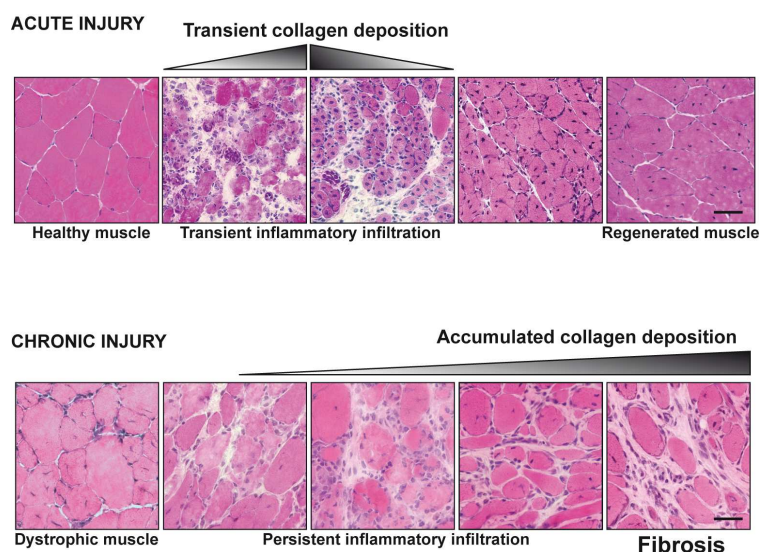 ACUTE INJURY
Transient collagen deposition
Healthy muscle
Transient inflammatory infiltration
Regenerated muscle
CHRONIC INJURY
Accumulated collagen deposition
Dystrophic muscle
Persistent inflammatory infiltration
Fibrosis